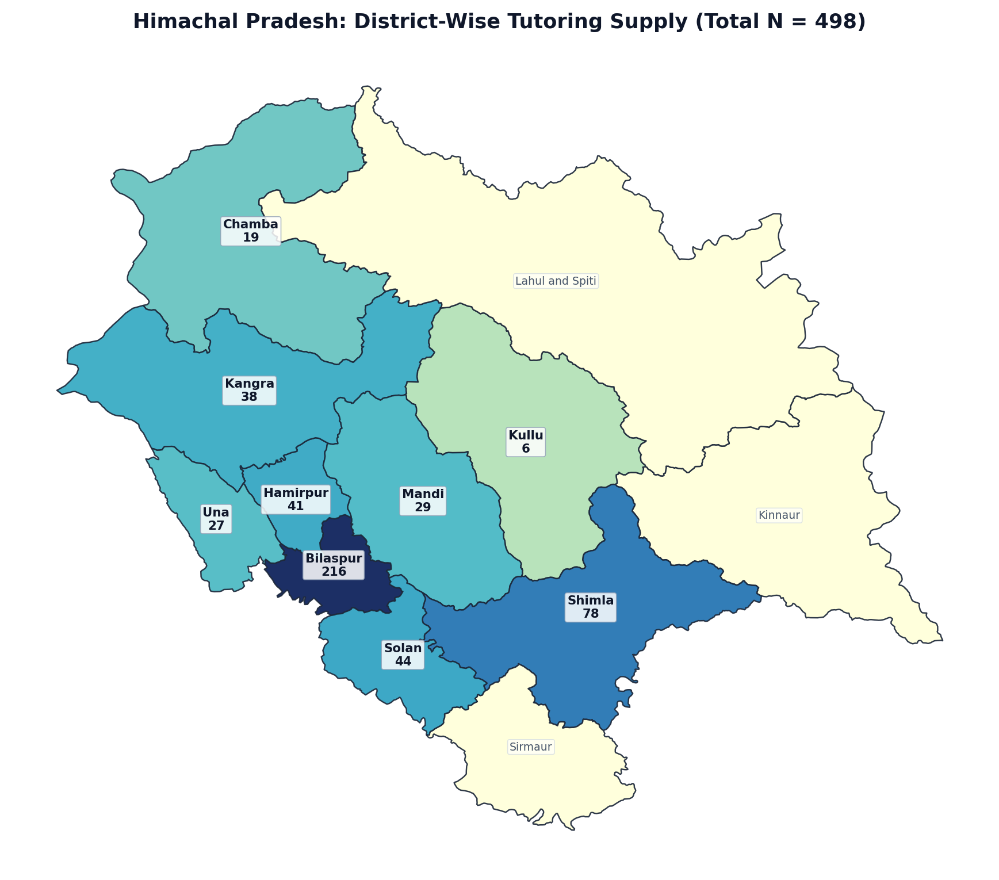 Himachal Pradesh: District-Wise Tutoring Supply (Total N = 498)
Chamba
19
Lahul and Spiti
Kangra
38
Kullu
6
Hamirpur
41
Mandi
29
Una
27
Kinnaur
Bilaspur
216
Shimla
78
Solan
44
Sirmaur